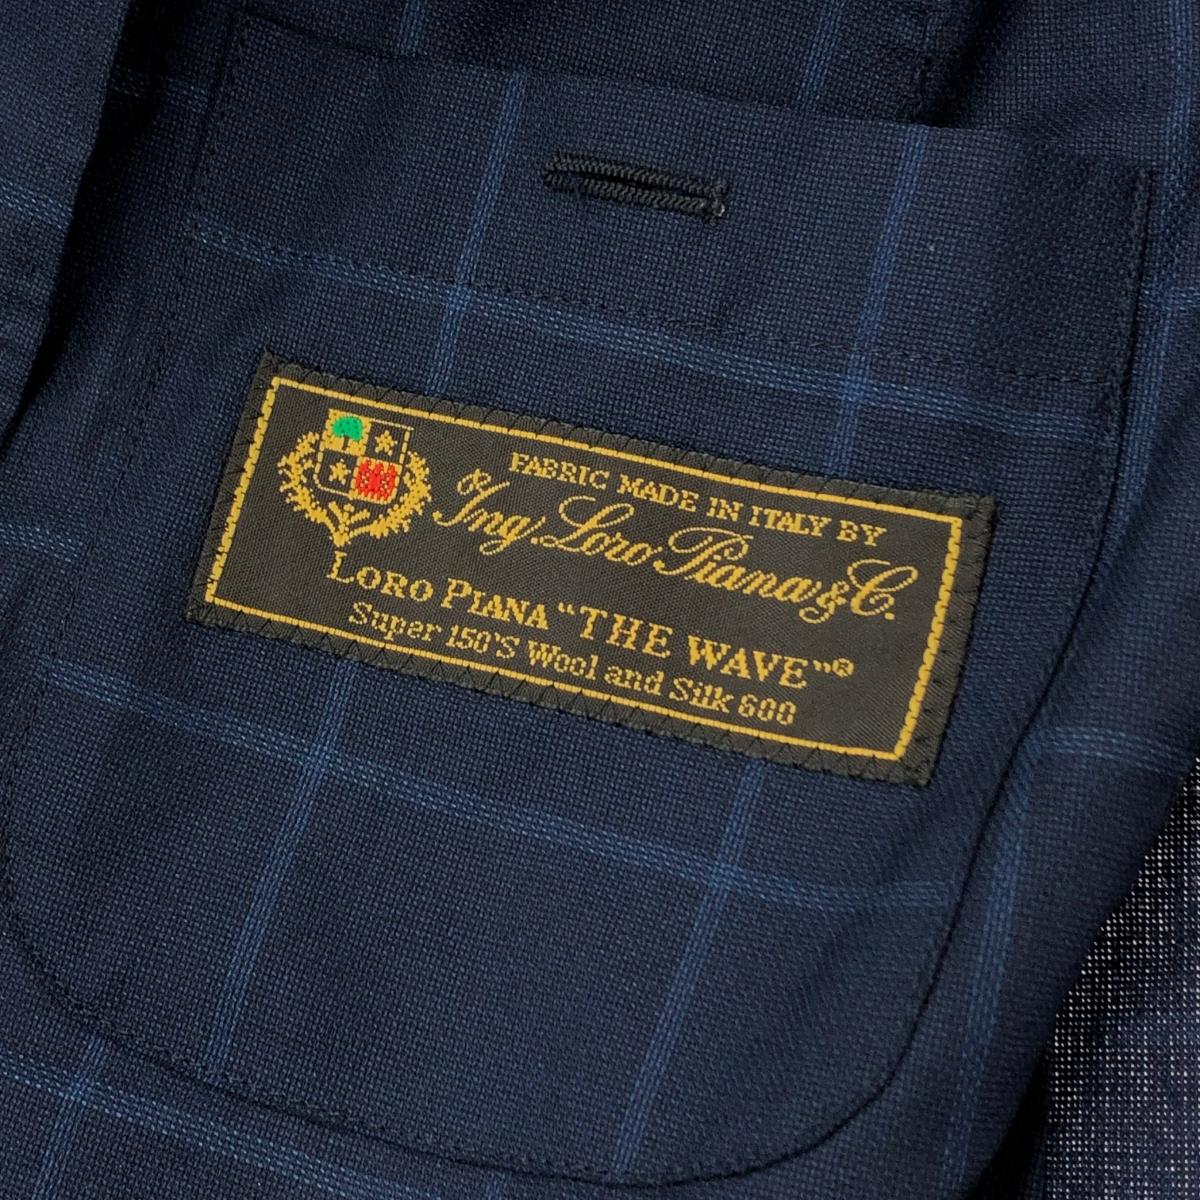 FABRIC MADE IN ITALY BY
Ing. Loro Piana & C.
LORO PIANA "THE WAVE"®
Super 150'S Wool and Silk 600